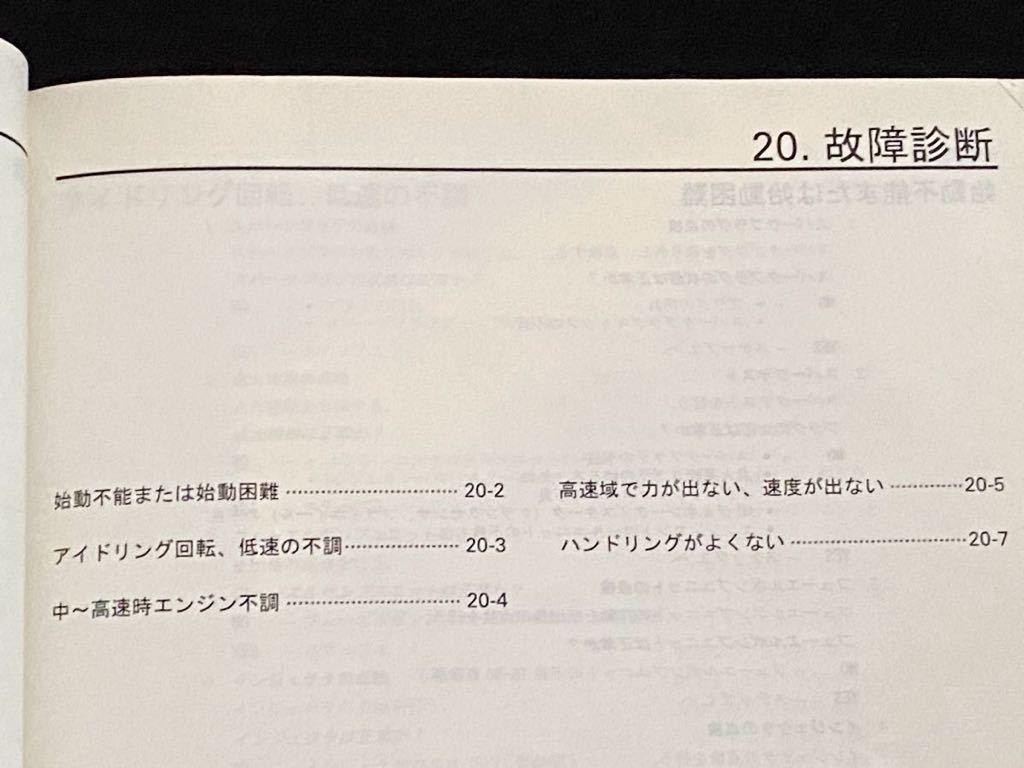 20. 故障診断
始動不能または始動困難 ………………………… 20-2
アイドリング回転、低速の不調 ……………… 20-3
中～高速時エンジン不調 ……………………… 20-4
高速域で力が出ない、速度が出ない ………… 20-5
ハンドリングがよくない ……………………… 20-7